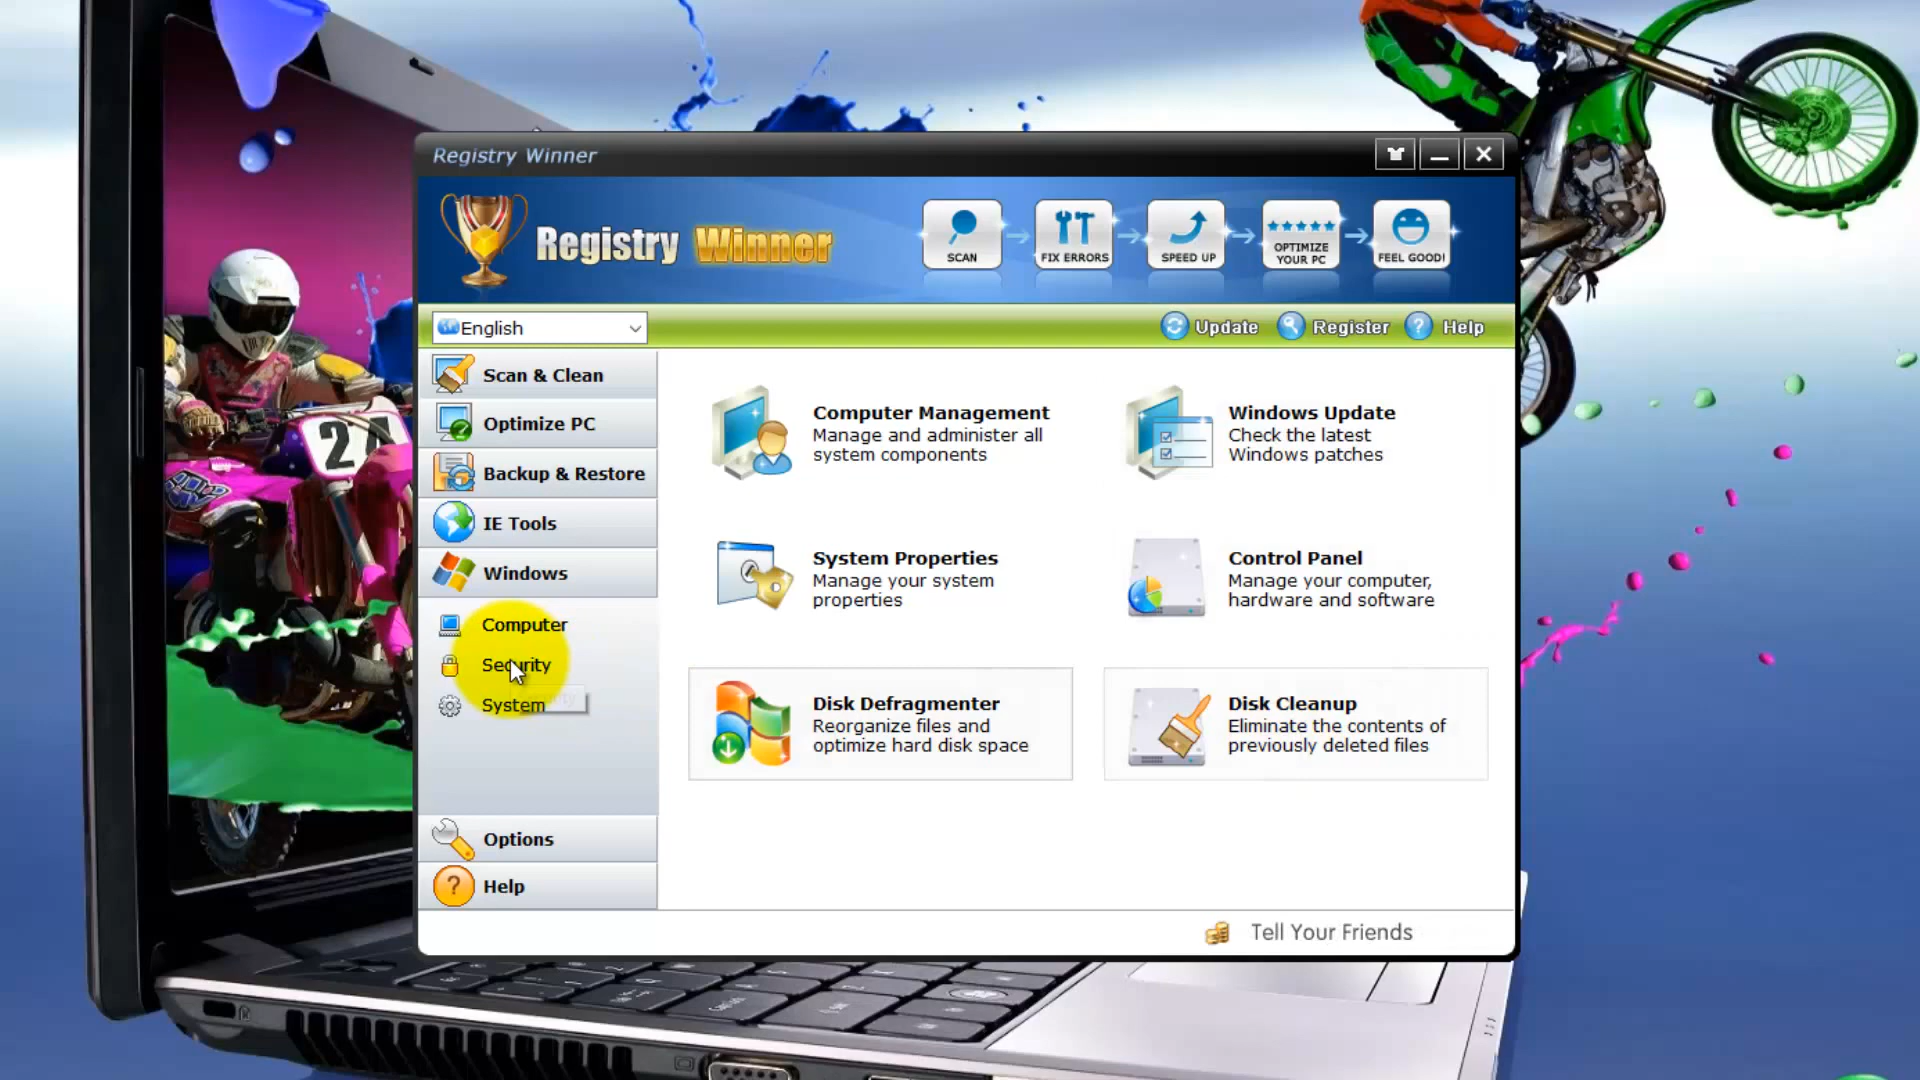 Registry Winner
Registry Winner
SCAN
FIX ERRORS
SPEED UP
OPTIMIZE
YOUR PC
FEEL GOOD!
English
Update
Register
Help
Scan & Clean
Optimize PC
Backup & Restore
IE Tools
Windows
Computer
Security
System
Options
Help
Computer Management
Manage and administer all
system components
Windows Update
Check the latest
Windows patches
System Properties
Manage your system
properties
Control Panel
Manage your computer,
hardware and software
Disk Defragmenter
Reorganize files and
optimize hard disk space
Disk Cleanup
Eliminate the contents of
previously deleted files
Tell Your Friends